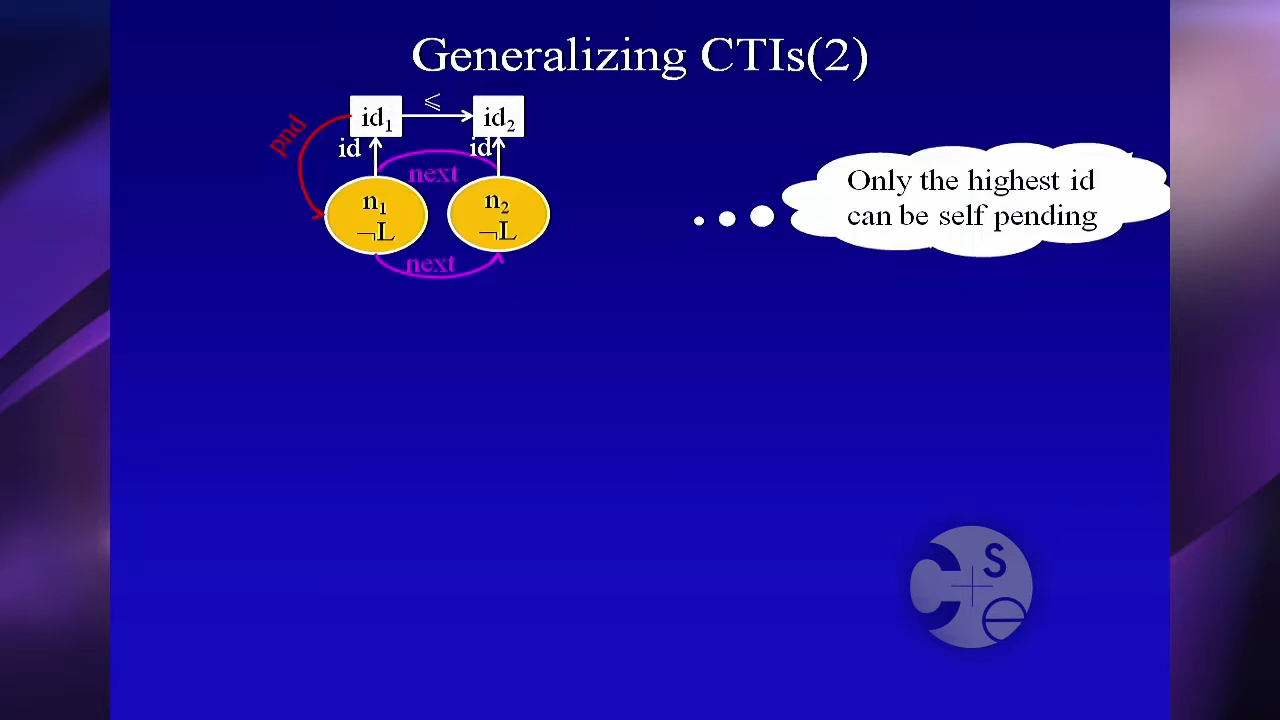 Generalizing CTIs(2)
id₁ ⩽ id₂
pnd
id id
next
n₁ n₂
¬L ¬L
next
Only the highest id
can be self pending
C S e